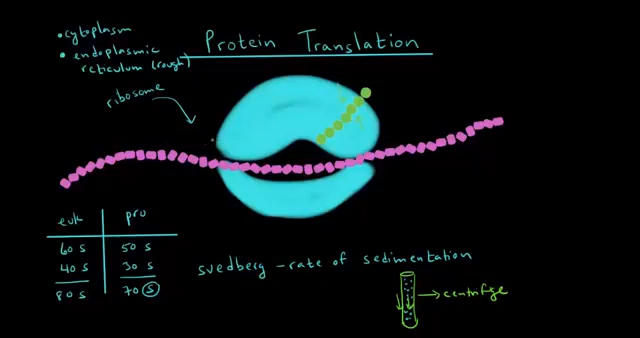 Protein Translation
• cytoplasm
• endoplasmic
reticulum (rough)
ribosome
euk pro
60 s 50 s
40 s 30 s
80 s 70 s
svedberg - rate of sedimentation
centrifge